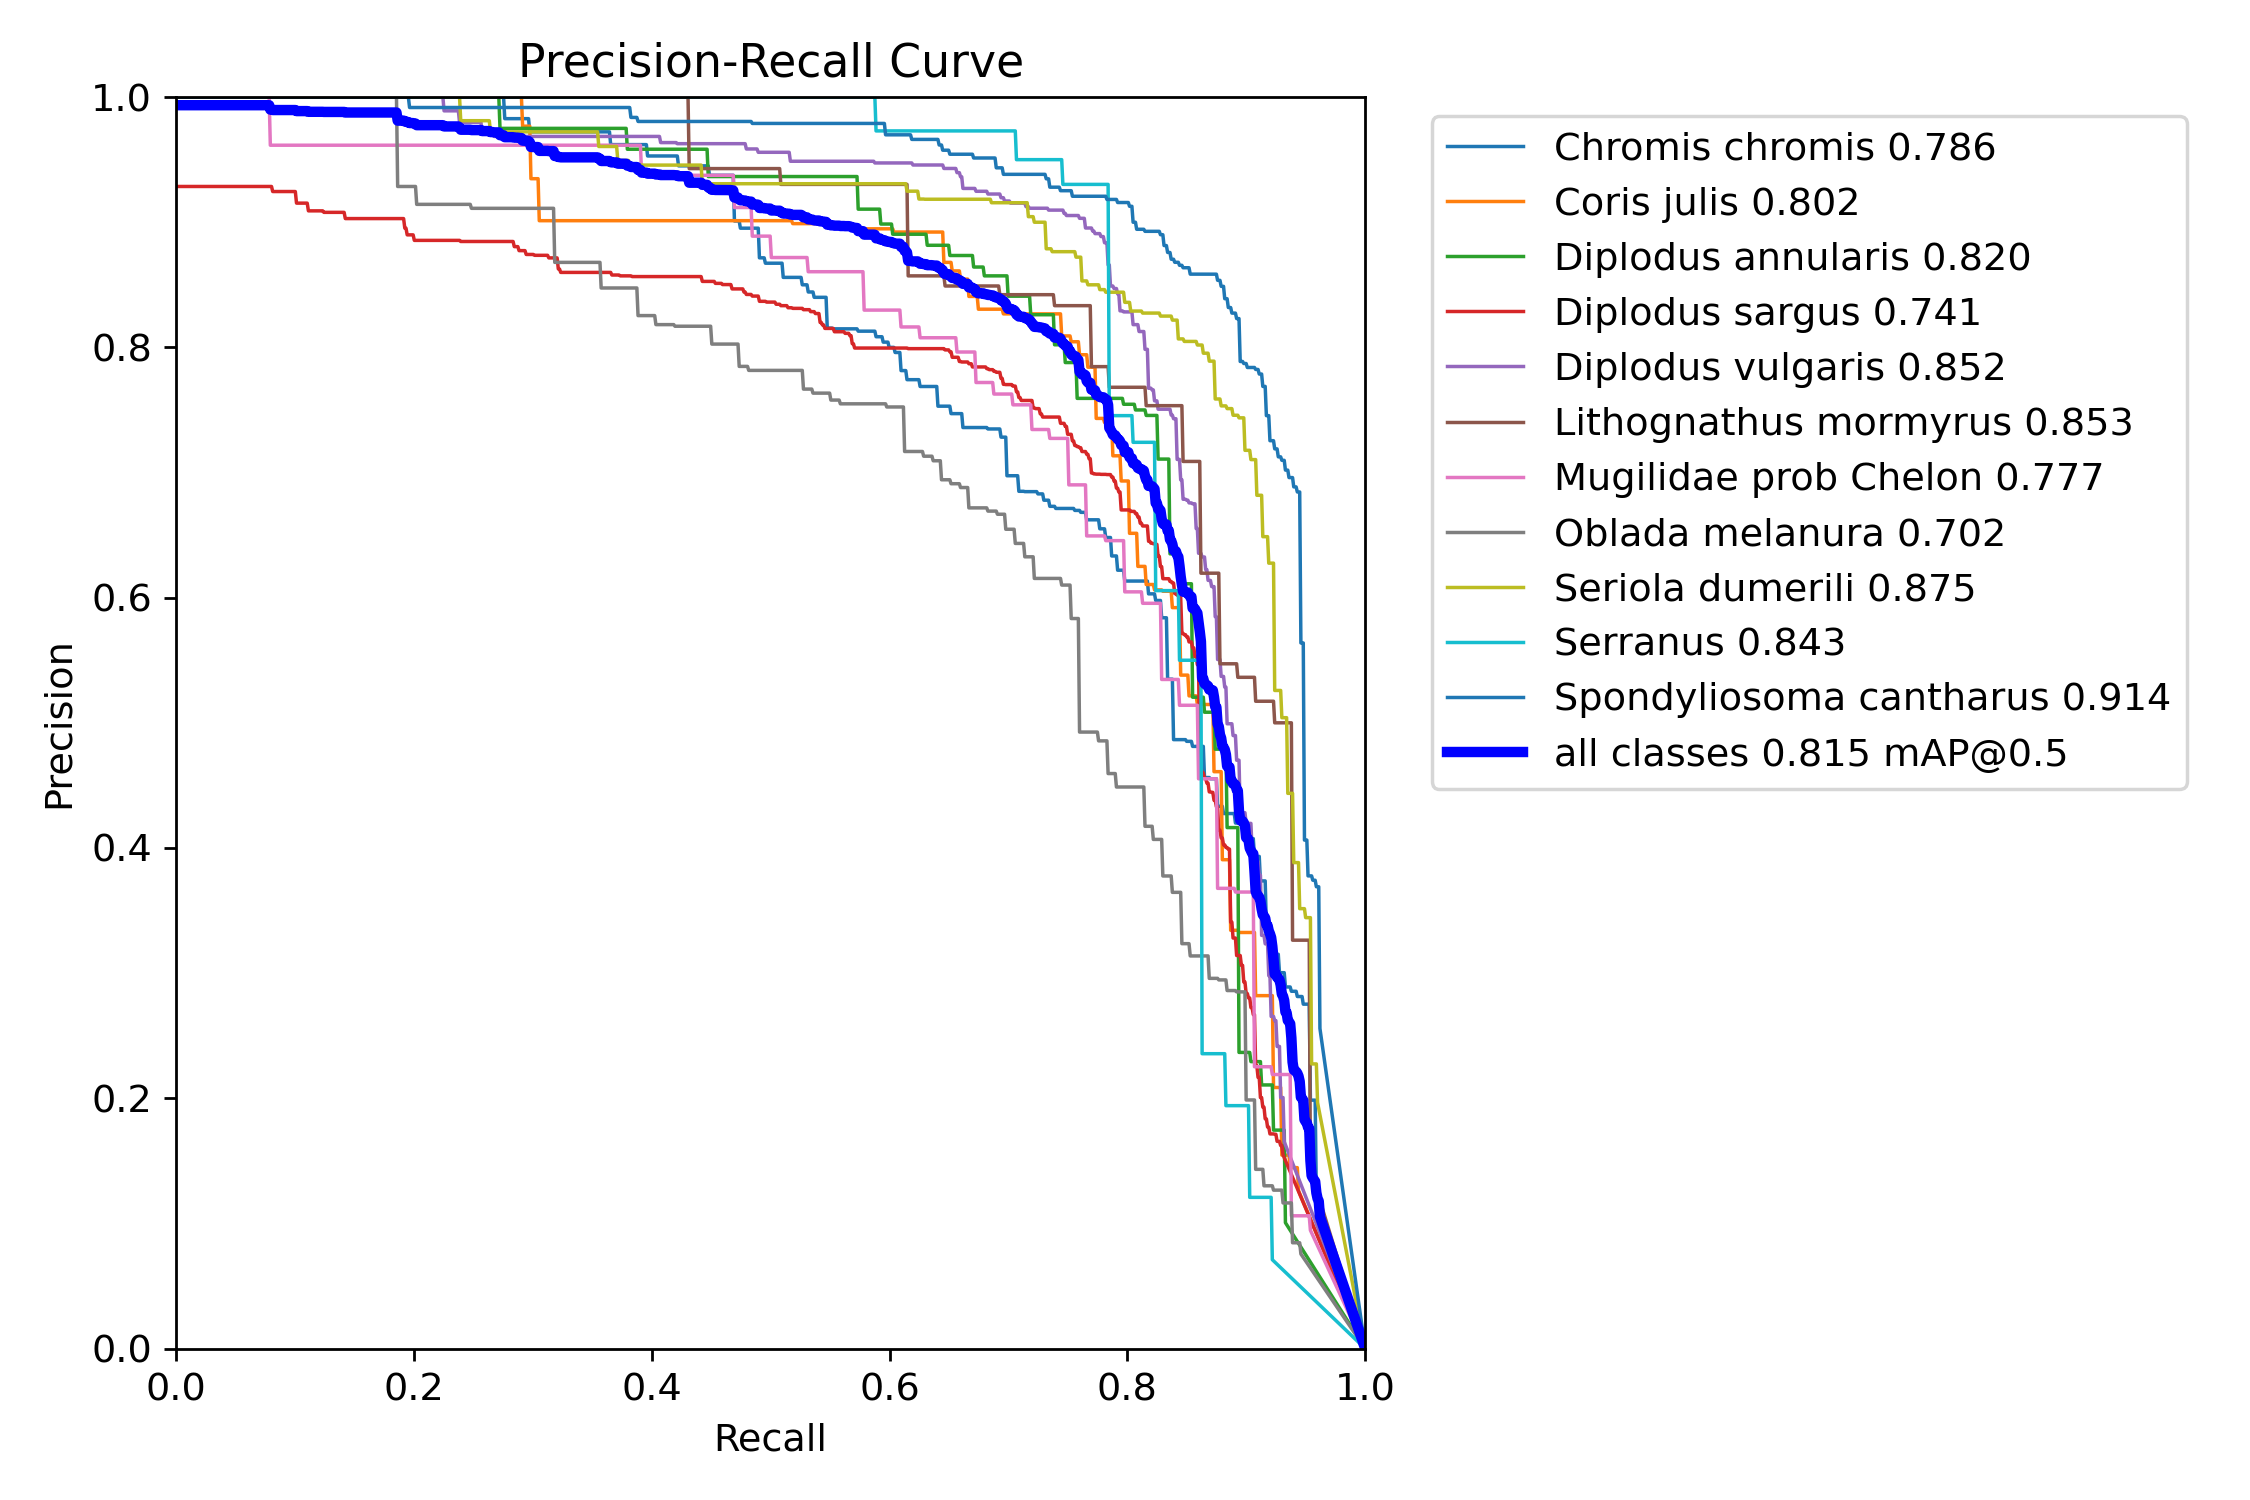 Precision-Recall Curve
1.0
0.8
0.6
0.4
0.2
0.0
Precision
0.0 0.2 0.4 0.6 0.8 1.0
Recall
Chromis chromis 0.786
Coris julis 0.802
Diplodus annularis 0.820
Diplodus sargus 0.741
Diplodus vulgaris 0.852
Lithognathus mormyrus 0.853
Mugilidae prob Chelon 0.777
Oblada melanura 0.702
Seriola dumerili 0.875
Serranus 0.843
Spondyliosoma cantharus 0.914
all classes 0.815 mAP@0.5